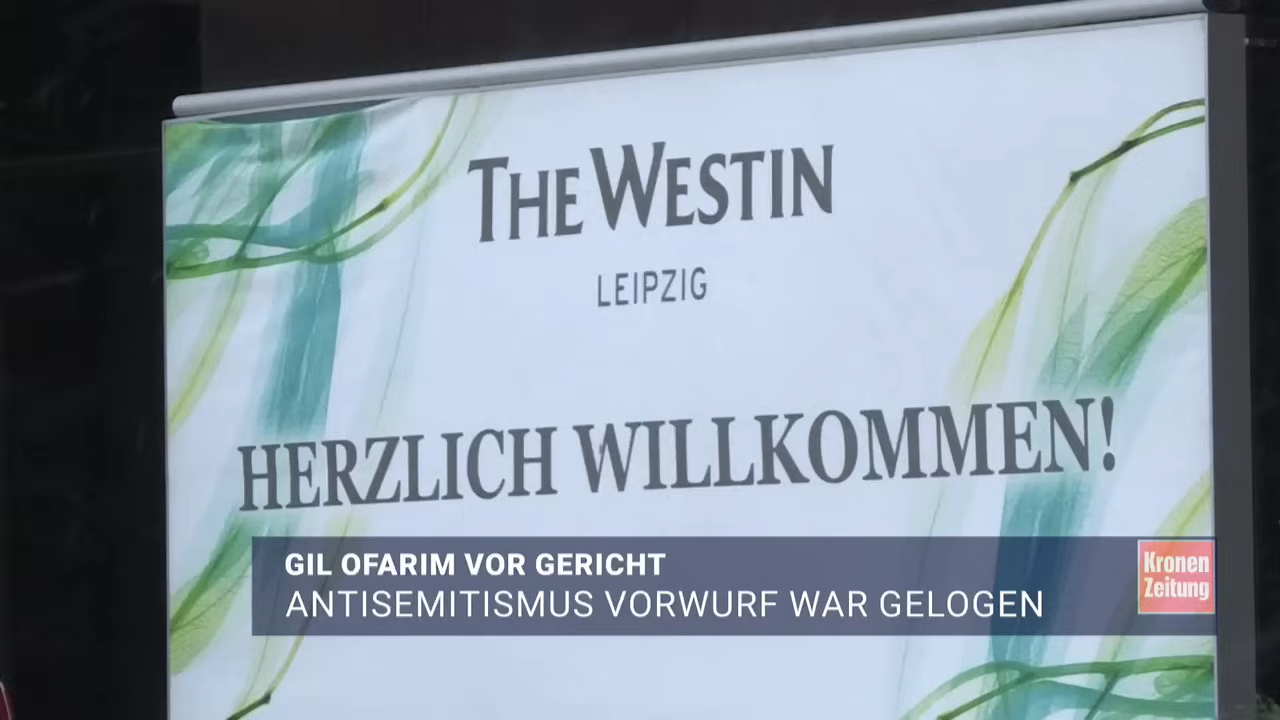 THE WESTIN
LEIPZIG
HERZLICH WILLKOMMEN!
GIL OFARIM VOR GERICHT
ANTISEMITISMUS VORWURF WAR GELOGEN
Kronen
Zeitung